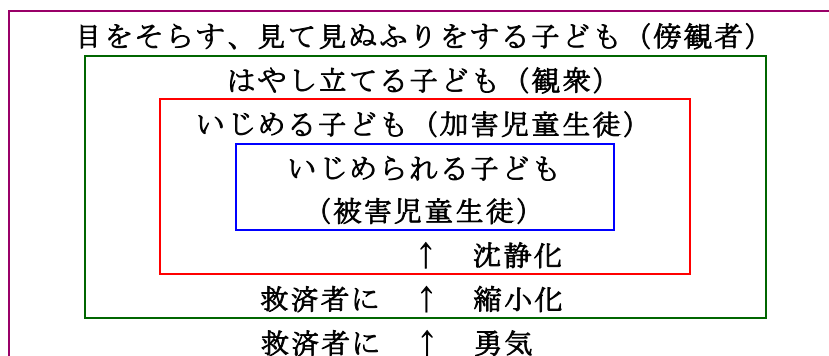 目をそらす、見て見ぬふりをする子ども（傍観者）
はやし立てる子ども（観衆）
いじめる子ども（加害児童生徒）
いじめられる子ども
（被害児童生徒）
↑ 沈静化
救済者に ↑ 縮小化
救済者に ↑ 勇気